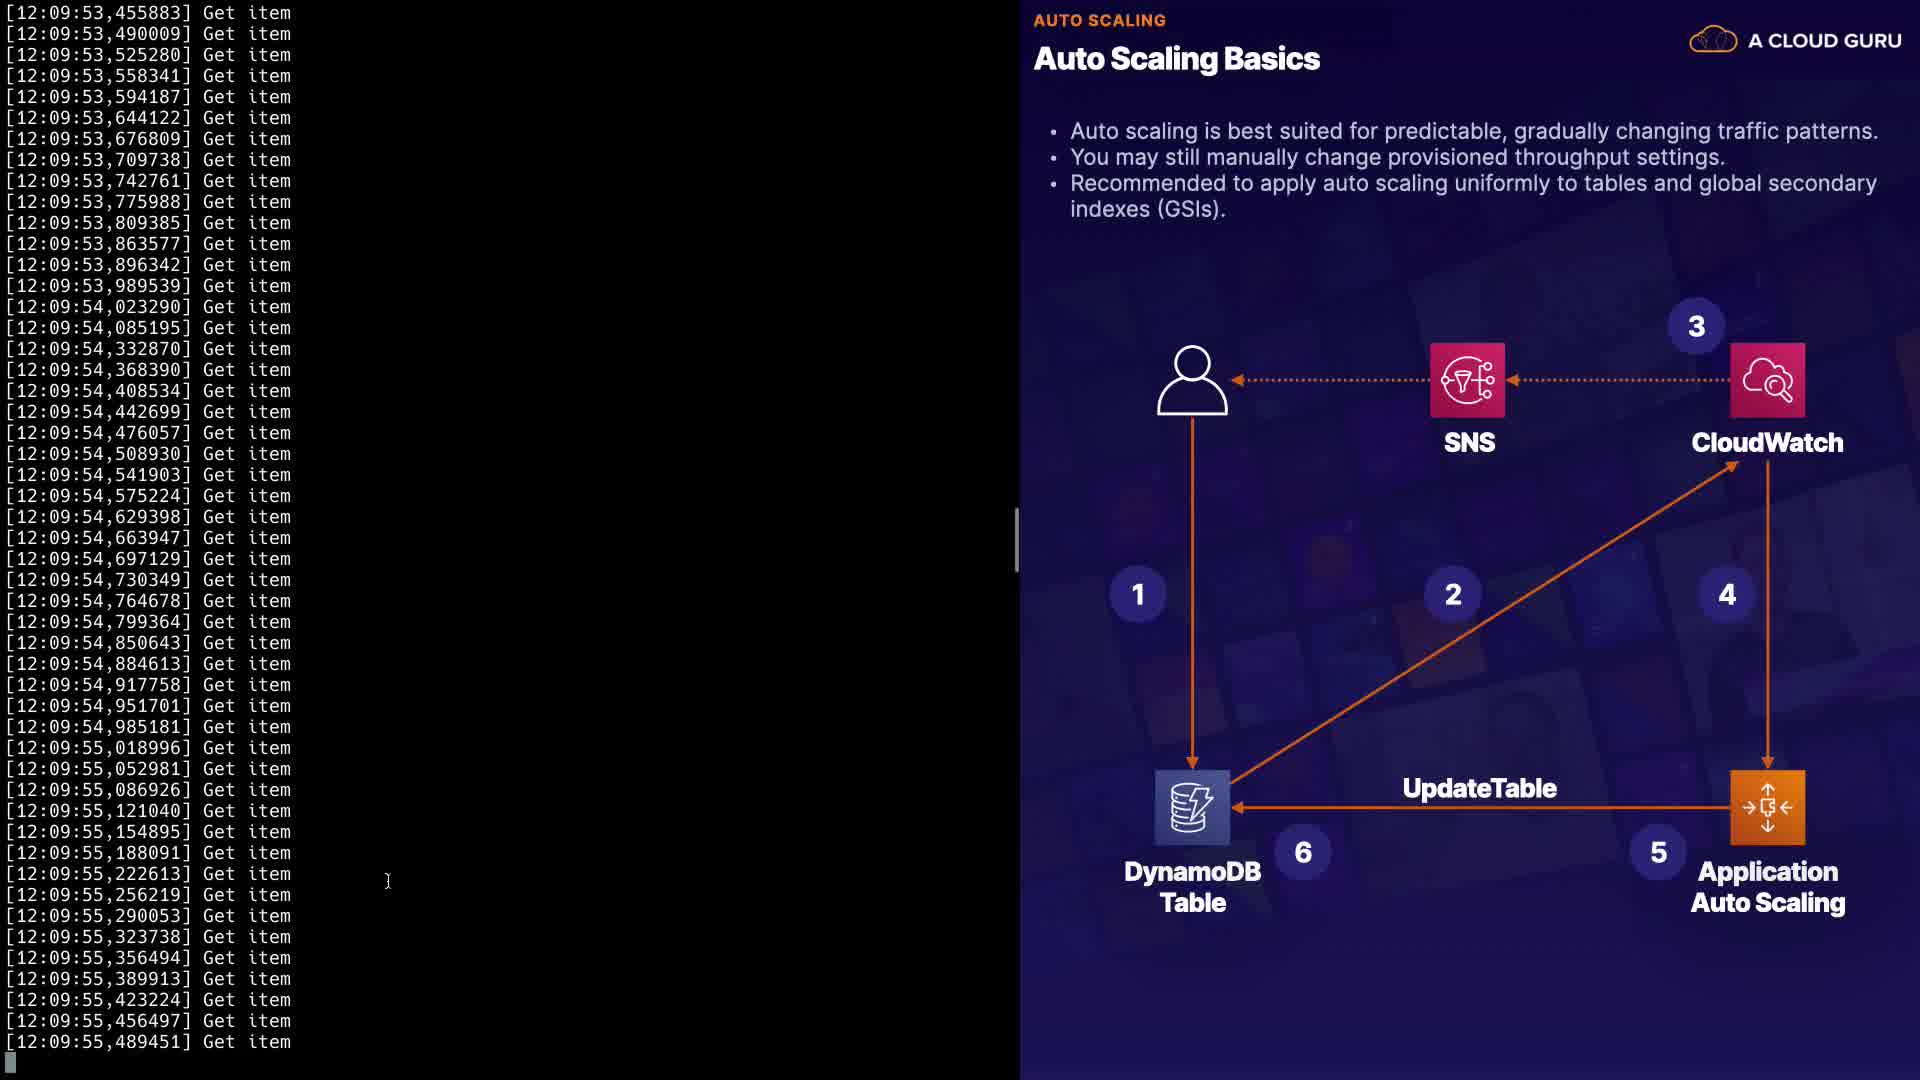 [12:09:53,455883] Get item
[12:09:53,490009] Get item
[12:09:53,525280] Get item
[12:09:53,558341] Get item
[12:09:53,594187] Get item
[12:09:53,644122] Get item
[12:09:53,676809] Get item
[12:09:53,709738] Get item
[12:09:53,742761] Get item
[12:09:53,775988] Get item
[12:09:53,809385] Get item
[12:09:53,863577] Get item
[12:09:53,896342] Get item
[12:09:53,989539] Get item
[12:09:54,023290] Get item
[12:09:54,085195] Get item
[12:09:54,332870] Get item
[12:09:54,368390] Get item
[12:09:54,408534] Get item
[12:09:54,442699] Get item
[12:09:54,476057] Get item
[12:09:54,508930] Get item
[12:09:54,541903] Get item
[12:09:54,575224] Get item
[12:09:54,629398] Get item
[12:09:54,663947] Get item
[12:09:54,697129] Get item
[12:09:54,730349] Get item
[12:09:54,764678] Get item
[12:09:54,799364] Get item
[12:09:54,850643] Get item
[12:09:54,884613] Get item
[12:09:54,917758] Get item
[12:09:54,951701] Get item
[12:09:54,985181] Get item
[12:09:55,018996] Get item
[12:09:55,052981] Get item
[12:09:55,086926] Get item
[12:09:55,121040] Get item
[12:09:55,154895] Get item
[12:09:55,188091] Get item
[12:09:55,222613] Get item
[12:09:55,256219] Get item
[12:09:55,290053] Get item
[12:09:55,323738] Get item
[12:09:55,356494] Get item
[12:09:55,389913] Get item
[12:09:55,423224] Get item
[12:09:55,456497] Get item
[12:09:55,489451] Get item
AUTO SCALING
Auto Scaling Basics
A CLOUD GURU
• Auto scaling is best suited for predictable, gradually changing traffic patterns.
• You may still manually change provisioned throughput settings.
• Recommended to apply auto scaling uniformly to tables and global secondary
indexes (GSIs).
3
SNS
CloudWatch
1
2
4
UpdateTable
6
5
DynamoDB
Table
Application
Auto Scaling